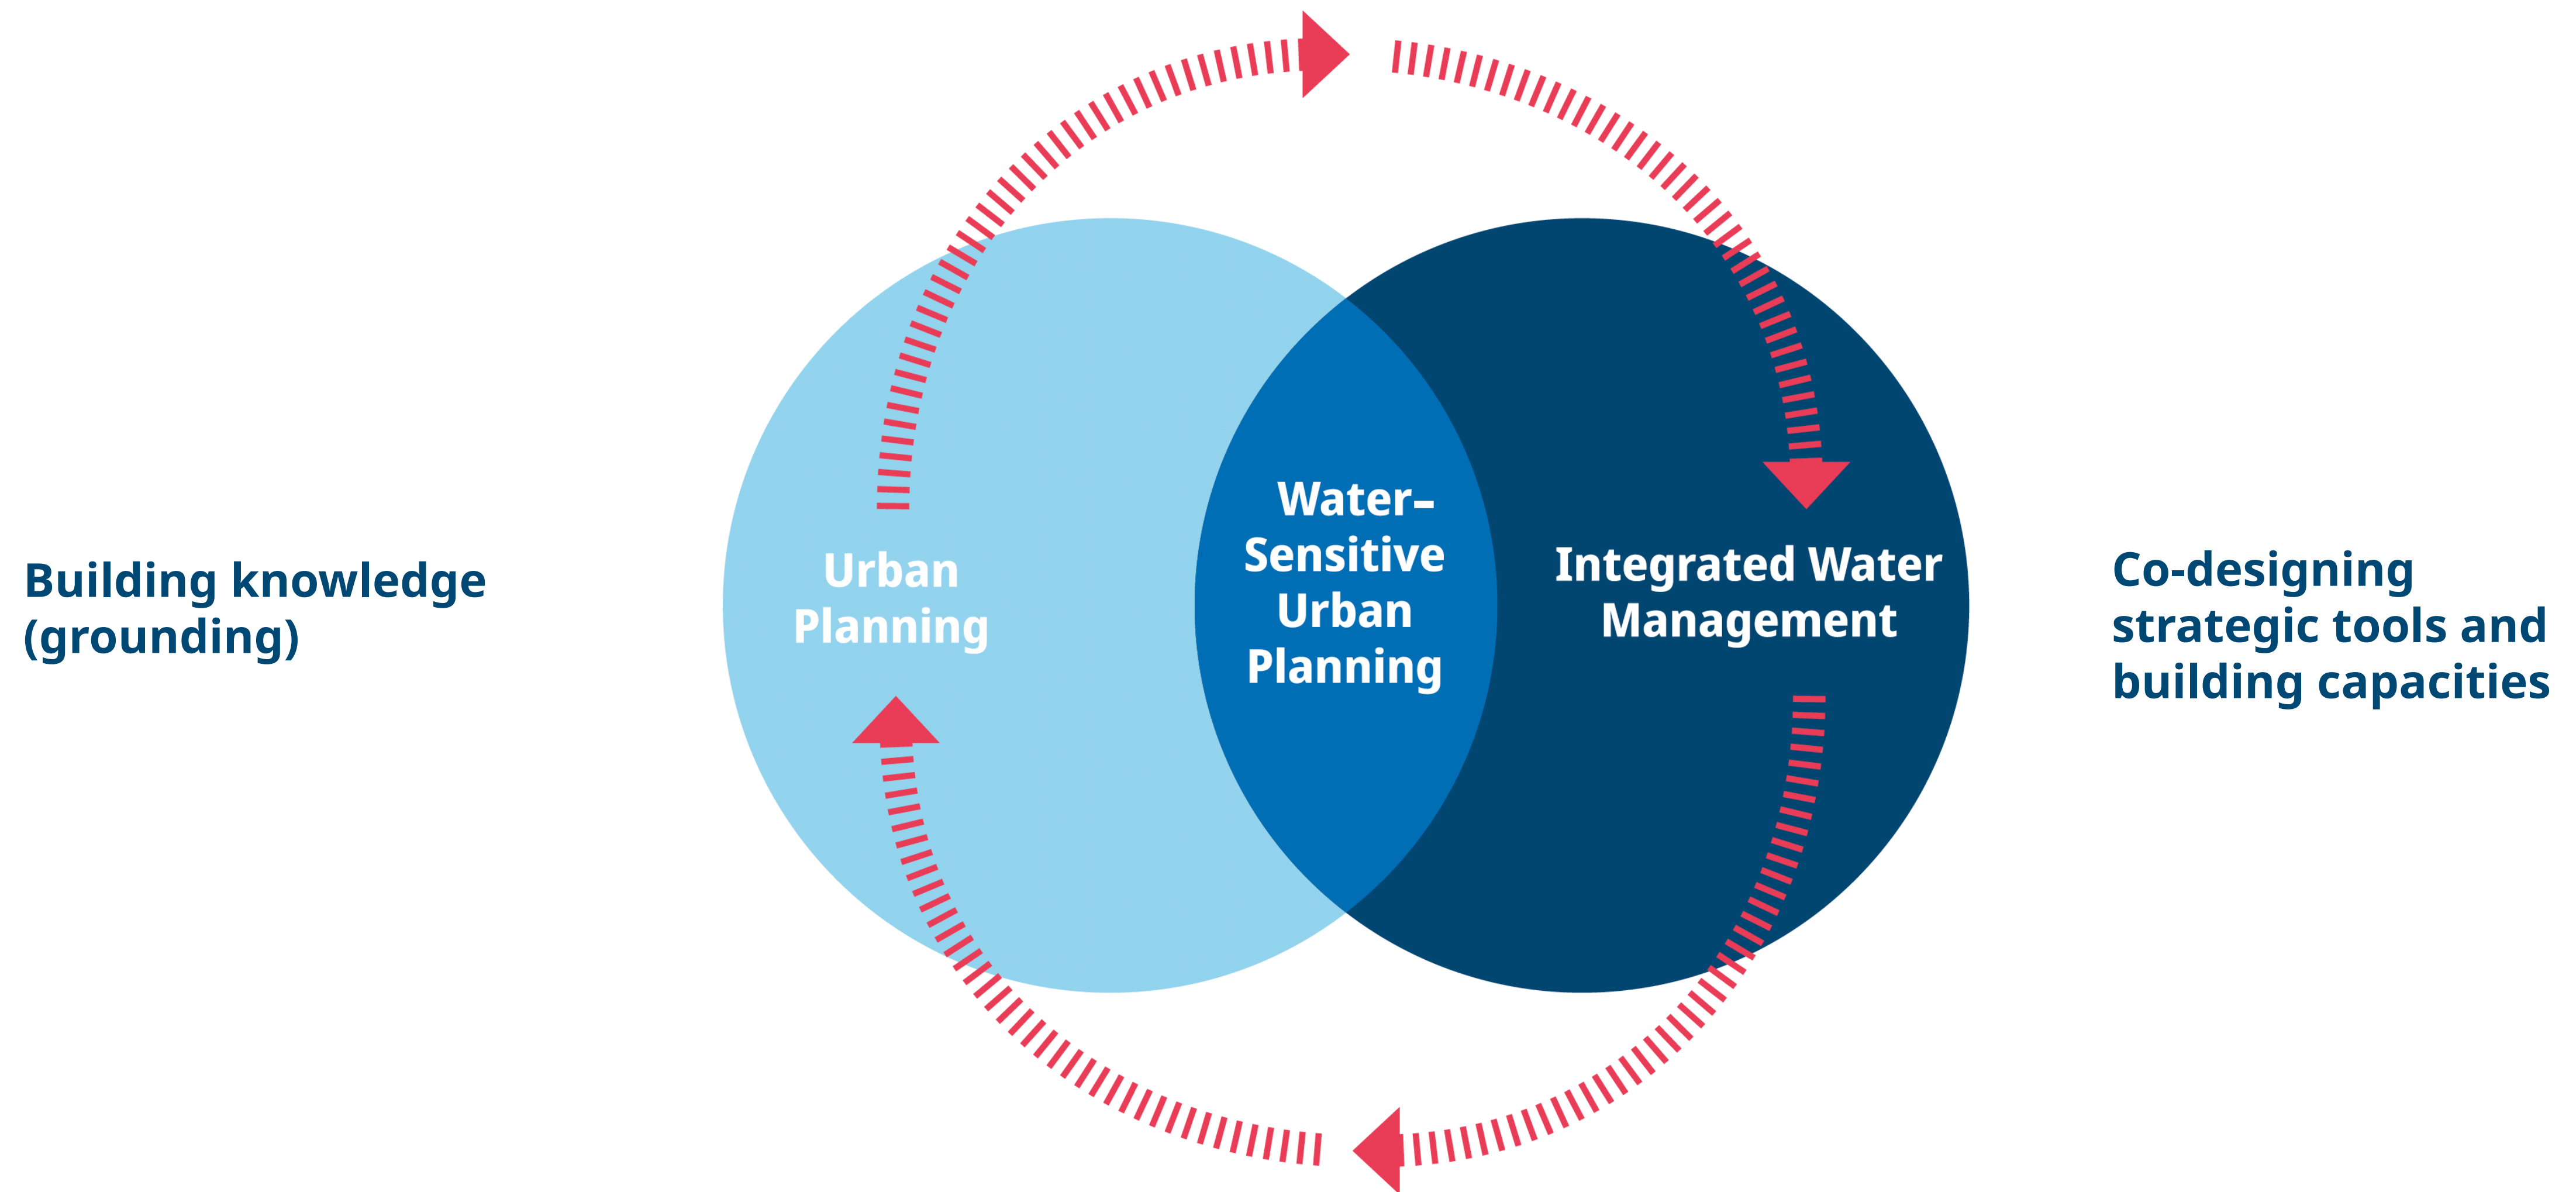 Building knowledge
(grounding)
Urban
Planning
Water–
Sensitive
Urban
Planning
Integrated Water
Management
Co-designing
strategic tools and
building capacities